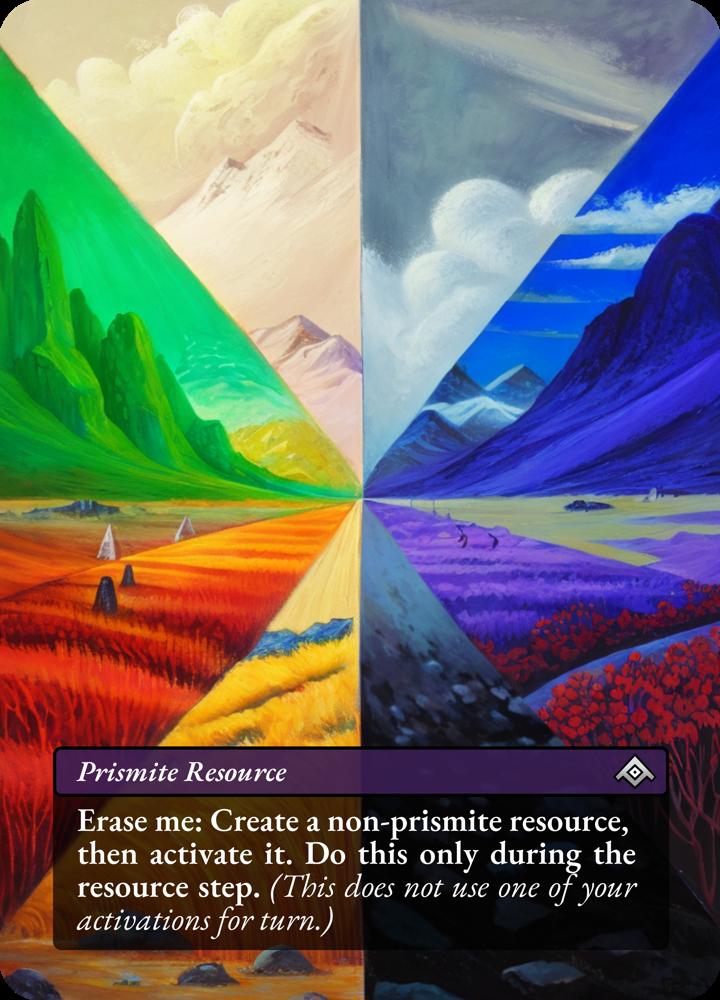 Prismite Resource
Erase me: Create a non-prismite resource,
then activate it. Do this only during the
resource step. (This does not use one of your
activations for turn.)